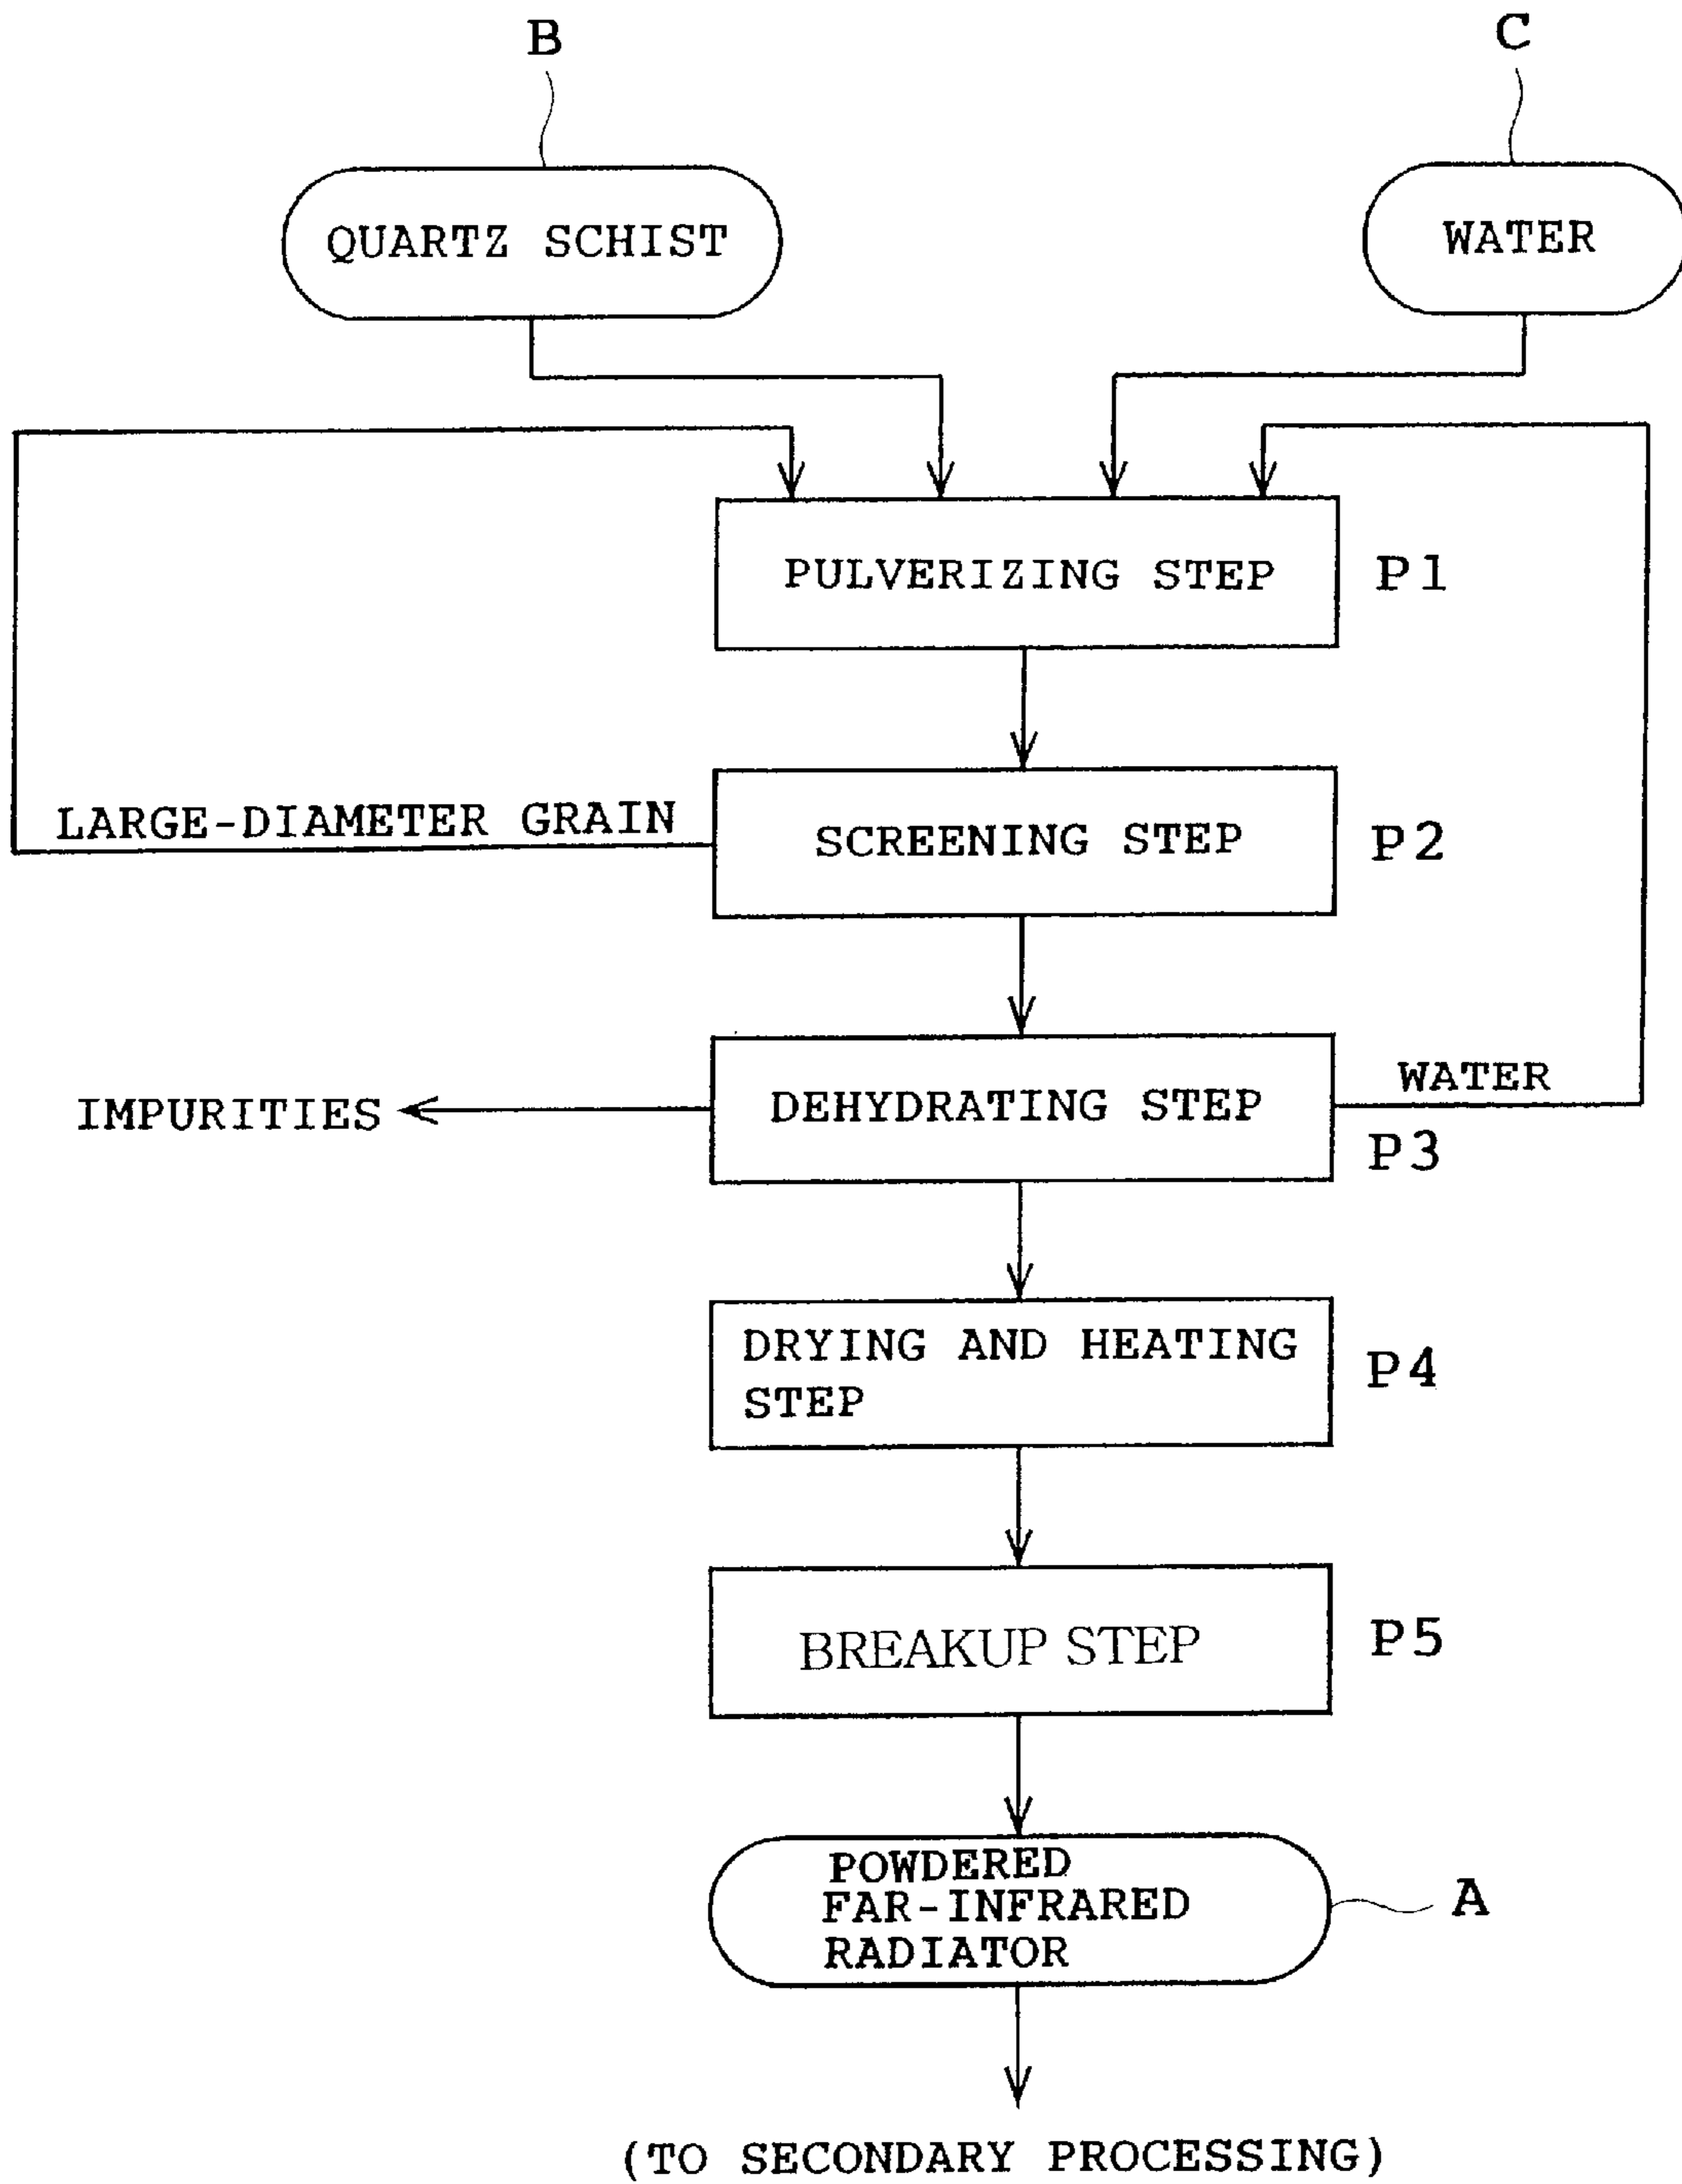 B
C
QUARTZ SCHIST
WATER
PULVERIZING STEP
P1
LARGE-DIAMETER GRAIN
SCREENING STEP
P2
IMPURITIES
DEHYDRATING STEP
WATER
P3
DRYING AND HEATING
STEP
P4
BREAKUP STEP
P5
POWDERED
FAR-INFRARED
RADIATOR
A
(TO SECONDARY PROCESSING)